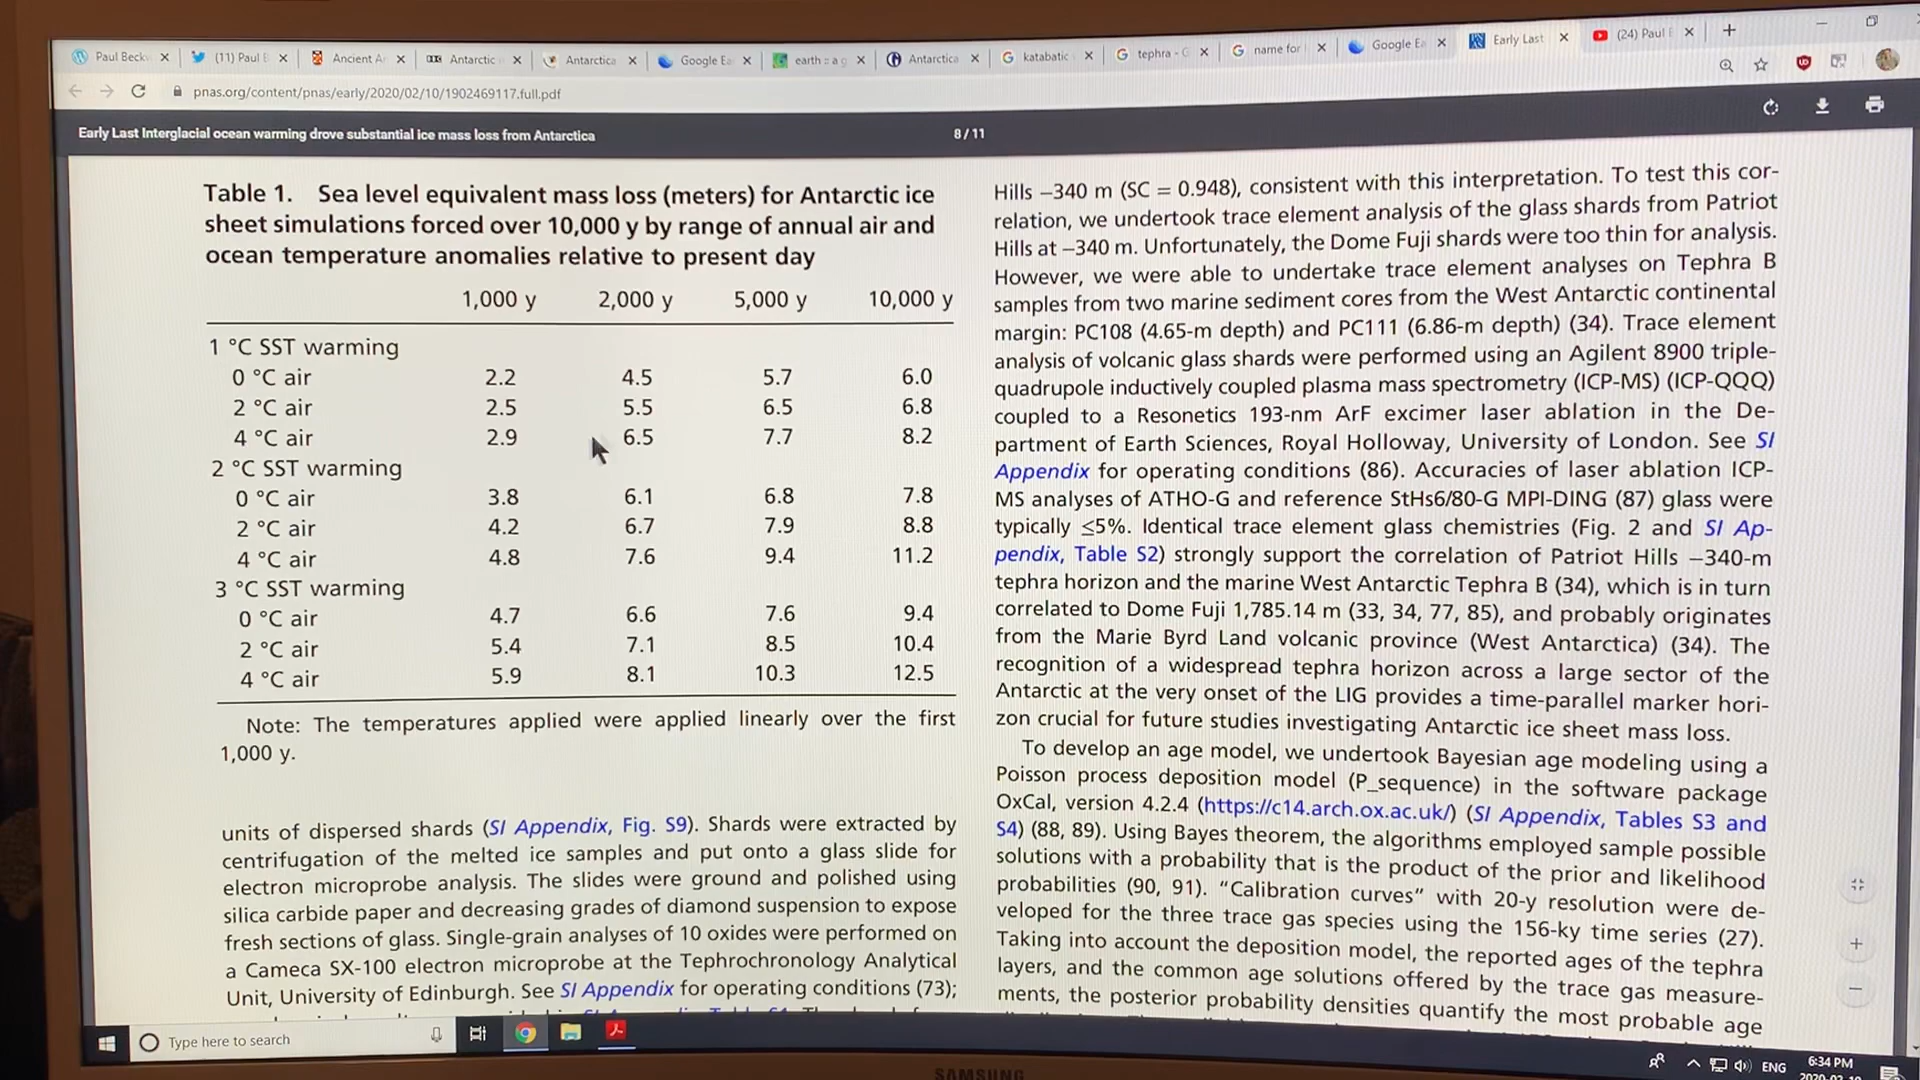 Paul Beck
(11) Paul B
Ancient A
Antarctic
Antarctica
Google Ea
earth :: a g
Antarctica
katabatic
tephra - G
name for
Google Ea
Early Last
(24) Paul B
pnas.org/content/pnas/early/2020/02/10/1902469117.full.pdf
Early Last Interglacial ocean warming drove substantial ice mass loss from Antarctica
8 / 11
Table 1. Sea level equivalent mass loss (meters) for Antarctic ice
sheet simulations forced over 10,000 y by range of annual air and
ocean temperature anomalies relative to present day
1,000 y 2,000 y 5,000 y 10,000 y
1 °C SST warming
0 °C air 2.2 4.5 5.7 6.0
2 °C air 2.5 5.5 6.5 6.8
4 °C air 2.9 6.5 7.7 8.2
2 °C SST warming
0 °C air 3.8 6.1 6.8 7.8
2 °C air 4.2 6.7 7.9 8.8
4 °C air 4.8 7.6 9.4 11.2
3 °C SST warming
0 °C air 4.7 6.6 7.6 9.4
2 °C air 5.4 7.1 8.5 10.4
4 °C air 5.9 8.1 10.3 12.5
Note: The temperatures applied were applied linearly over the first
1,000 y.
units of dispersed shards (SI Appendix, Fig. S9). Shards were extracted by
centrifugation of the melted ice samples and put onto a glass slide for
electron microprobe analysis. The slides were ground and polished using
silica carbide paper and decreasing grades of diamond suspension to expose
fresh sections of glass. Single-grain analyses of 10 oxides were performed on
a Cameca SX-100 electron microprobe at the Tephrochronology Analytical
Unit, University of Edinburgh. See SI Appendix for operating conditions (73);
Hills −340 m (SC = 0.948), consistent with this interpretation. To test this cor-
relation, we undertook trace element analysis of the glass shards from Patriot
Hills at −340 m. Unfortunately, the Dome Fuji shards were too thin for analysis.
However, we were able to undertake trace element analyses on Tephra B
samples from two marine sediment cores from the West Antarctic continental
margin: PC108 (4.65-m depth) and PC111 (6.86-m depth) (34). Trace element
analysis of volcanic glass shards were performed using an Agilent 8900 triple-
quadrupole inductively coupled plasma mass spectrometry (ICP-MS) (ICP-QQQ)
coupled to a Resonetics 193-nm ArF excimer laser ablation in the De-
partment of Earth Sciences, Royal Holloway, University of London. See SI
Appendix for operating conditions (86). Accuracies of laser ablation ICP-
MS analyses of ATHO-G and reference StHs6/80-G MPI-DING (87) glass were
typically ≤5%. Identical trace element glass chemistries (Fig. 2 and SI Ap-
pendix, Table S2) strongly support the correlation of Patriot Hills −340-m
tephra horizon and the marine West Antarctic Tephra B (34), which is in turn
correlated to Dome Fuji 1,785.14 m (33, 34, 77, 85), and probably originates
from the Marie Byrd Land volcanic province (West Antarctica) (34). The
recognition of a widespread tephra horizon across a large sector of the
Antarctic at the very onset of the LIG provides a time-parallel marker hori-
zon crucial for future studies investigating Antarctic ice sheet mass loss.
To develop an age model, we undertook Bayesian age modeling using a
Poisson process deposition model (P_sequence) in the software package
OxCal, version 4.2.4 (https://c14.arch.ox.ac.uk/) (SI Appendix, Tables S3 and
S4) (88, 89). Using Bayes theorem, the algorithms employed sample possible
solutions with a probability that is the product of the prior and likelihood
probabilities (90, 91). “Calibration curves” with 20-y resolution were de-
veloped for the three trace gas species using the 156-ky time series (27).
Taking into account the deposition model, the reported ages of the tephra
layers, and the common age solutions offered by the trace gas measure-
ments, the posterior probability densities quantify the most probable age
Type here to search
ENG
6:34 PM
SAMSUNG